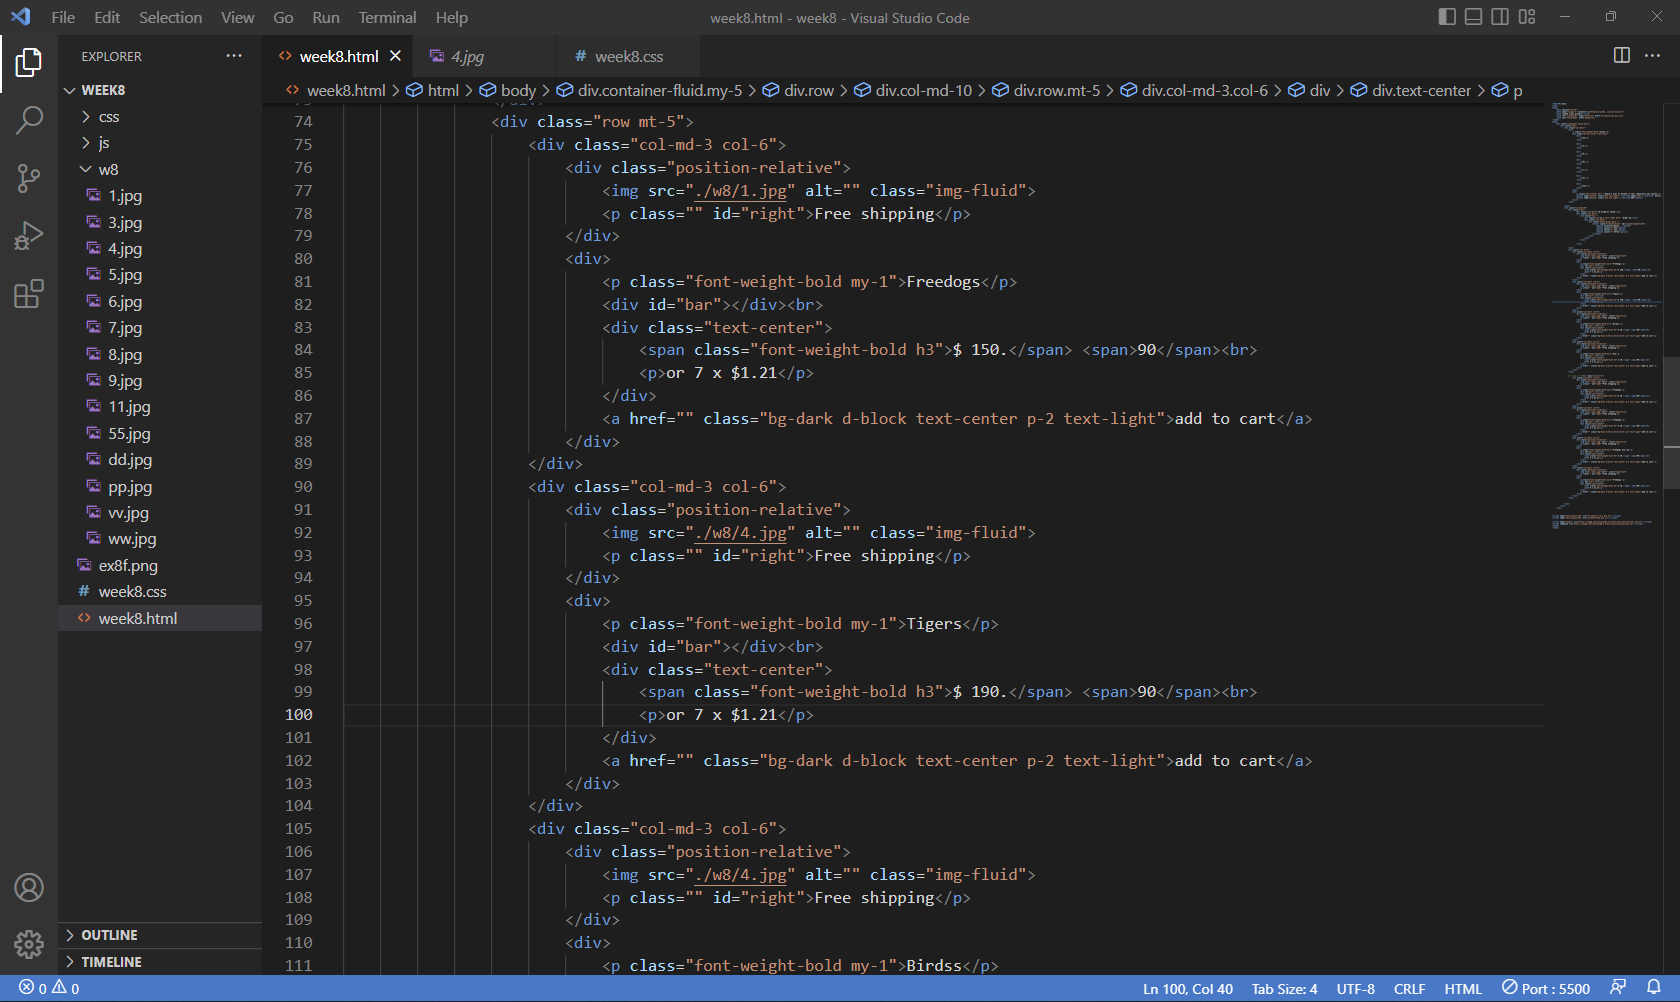 File Edit Selection View Go Run Terminal Help
week8.html - week8 - Visual Studio Code
EXPLORER
week8.html
4.jpg
# week8.css
WEEK8
week8.html > html > body > div.container-fluid.my-5 > div.row > div.col-md-10 > div.row.mt-5 > div.col-md-3.col-6 > div > div.text-center > p
css
js
w8
1.jpg
3.jpg
4.jpg
5.jpg
6.jpg
7.jpg
8.jpg
9.jpg
11.jpg
55.jpg
dd.jpg
pp.jpg
vv.jpg
ww.jpg
ex8f.png
# week8.css
<> week8.html
OUTLINE
TIMELINE
74 <div class="row mt-5">
75 <div class="col-md-3 col-6">
76 <div class="position-relative">
77 <img src="./w8/1.jpg" alt="" class="img-fluid">
78 <p class="" id="right">Free shipping</p>
79 </div>
80 <div>
81 <p class="font-weight-bold my-1">Freedogs</p>
82 <div id="bar"></div><br>
83 <div class="text-center">
84 <span class="font-weight-bold h3">$ 150.</span> <span>90</span><br>
85 <p>or 7 x $1.21</p>
86 </div>
87 <a href="" class="bg-dark d-block text-center p-2 text-light">add to cart</a>
88 </div>
89 </div>
90 <div class="col-md-3 col-6">
91 <div class="position-relative">
92 <img src="./w8/4.jpg" alt="" class="img-fluid">
93 <p class="" id="right">Free shipping</p>
94 </div>
95 <div>
96 <p class="font-weight-bold my-1">Tigers</p>
97 <div id="bar"></div><br>
98 <div class="text-center">
99 <span class="font-weight-bold h3">$ 190.</span> <span>90</span><br>
100 <p>or 7 x $1.21</p>
101 </div>
102 <a href="" class="bg-dark d-block text-center p-2 text-light">add to cart</a>
103 </div>
104 </div>
105 <div class="col-md-3 col-6">
106 <div class="position-relative">
107 <img src="./w8/4.jpg" alt="" class="img-fluid">
108 <p class="" id="right">Free shipping</p>
109 </div>
110 <div>
111 <p class="font-weight-bold my-1">Birdss</p>
0 0
Ln 100, Col 40 Tab Size: 4 UTF-8 CRLF HTML Port : 5500